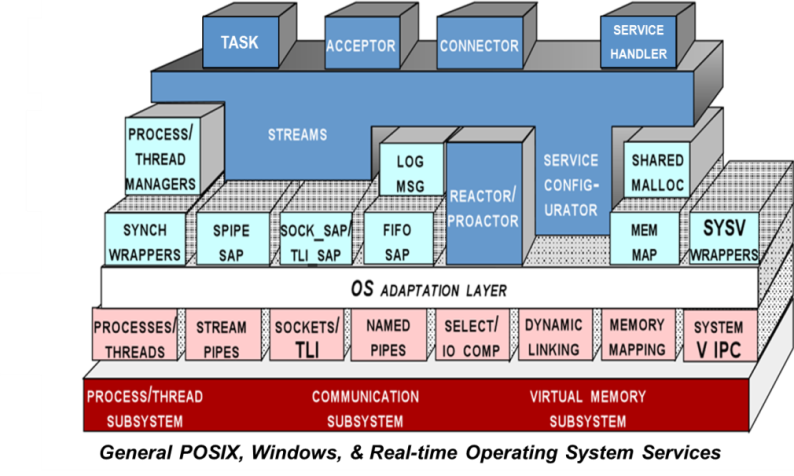 TASK
ACCEPTOR
CONNECTOR
SERVICE
HANDLER
STREAMS
PROCESS/
THREAD
MANAGERS
LOG
MSG
REACTOR/
PROACTOR
SERVICE
CONFIG-
URATOR
SHARED
MALLOC
SYNCH
WRAPPERS
SPIPE
SAP
SOCK_SAP/
TLI_SAP
FIFO
SAP
MEM
MAP
SYSV
WRAPPERS
OS ADAPTATION LAYER
PROCESSES/
THREADS
STREAM
PIPES
SOCKETS/
TLI
NAMED
PIPES
SELECT/
IO COMP
DYNAMIC
LINKING
MEMORY
MAPPING
SYSTEM
V IPC
PROCESS/THREAD
SUBSYSTEM
COMMUNICATION
SUBSYSTEM
VIRTUAL MEMORY
SUBSYSTEM
General POSIX, Windows, & Real-time Operating System Services